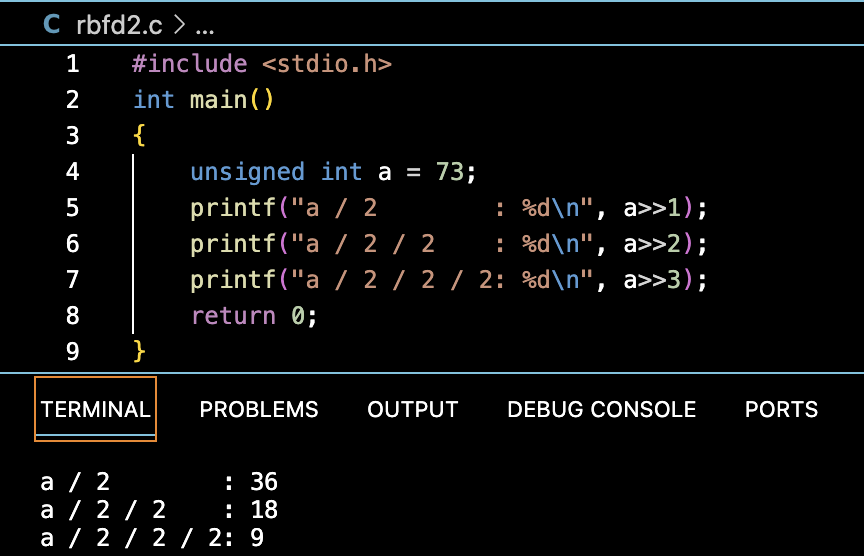 C rbfd2.c > ...
1 #include <stdio.h>
2 int main()
3 {
4     unsigned int a = 73;
5     printf("a / 2        : %d\n", a>>1);
6     printf("a / 2 / 2    : %d\n", a>>2);
7     printf("a / 2 / 2 / 2: %d\n", a>>3);
8     return 0;
9 }
TERMINAL PROBLEMS OUTPUT DEBUG CONSOLE PORTS
a / 2        : 36
a / 2 / 2    : 18
a / 2 / 2 / 2: 9